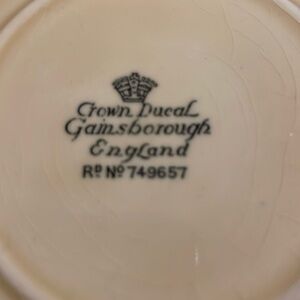 Crown Ducal
Gainsborough
England
Rᴰ Nº 749657